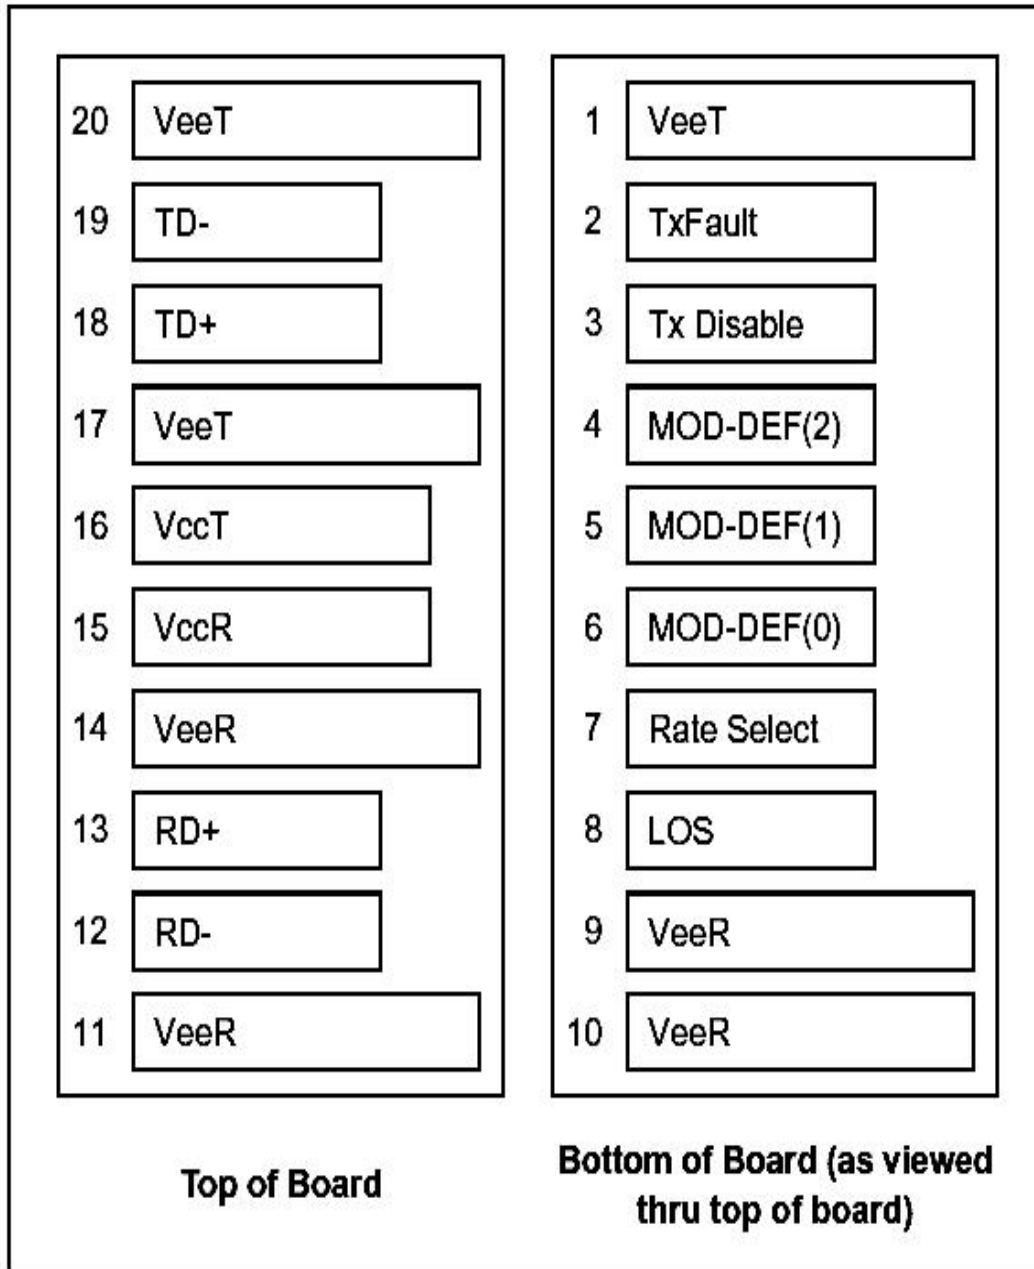 20 VeeT
19 TD-
18 TD+
17 VeeT
16 VccT
15 VccR
14 VeeR
13 RD+
12 RD-
11 VeeR
Top of Board
1 VeeT
2 TxFault
3 Tx Disable
4 MOD-DEF(2)
5 MOD-DEF(1)
6 MOD-DEF(0)
7 Rate Select
8 LOS
9 VeeR
10 VeeR
Bottom of Board (as viewed
thru top of board)